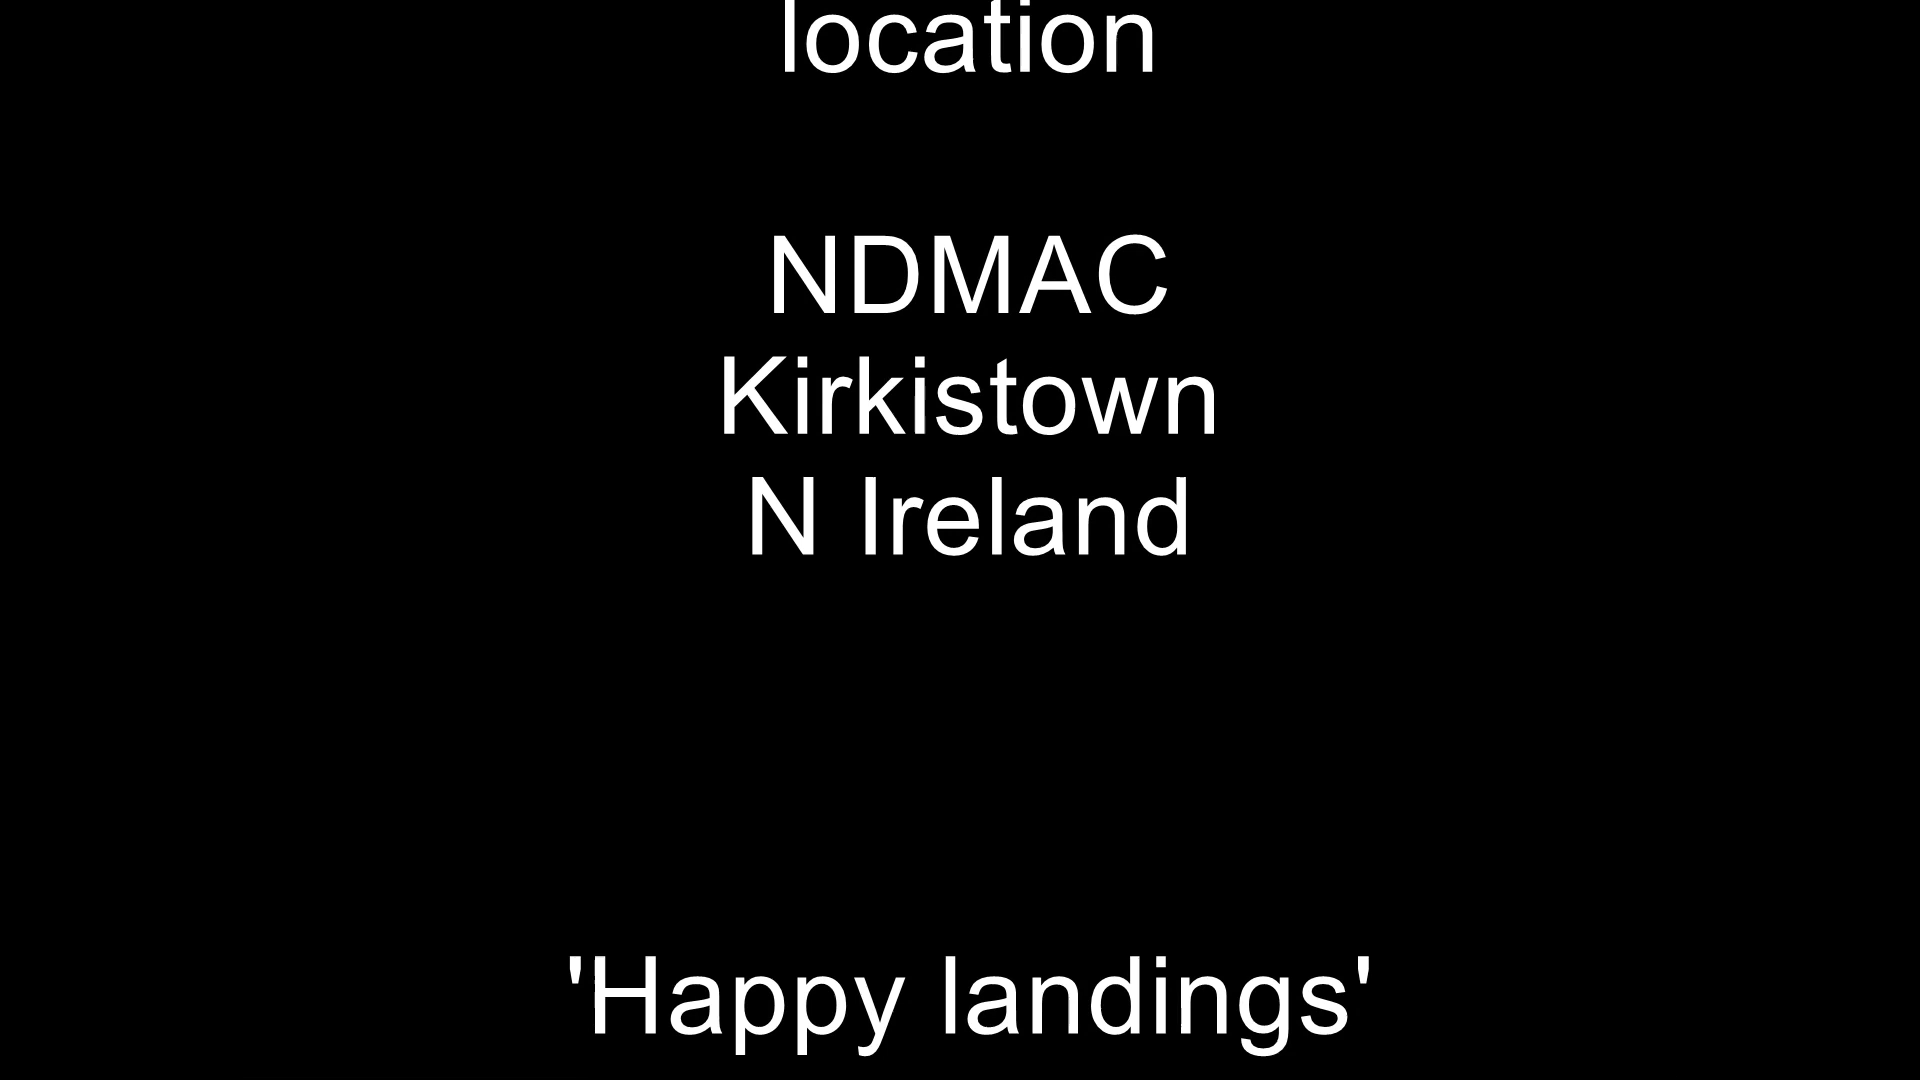 location
NDMAC
Kirkistown
N Ireland
'Happy landings'